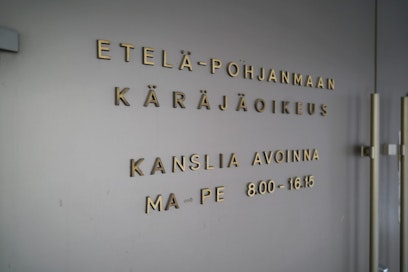 ETELÄ-POHJANMAAN
KÄRÄJÄOIKEUS
KANSLIA AVOINNA
MA-PE 8.00-16.15